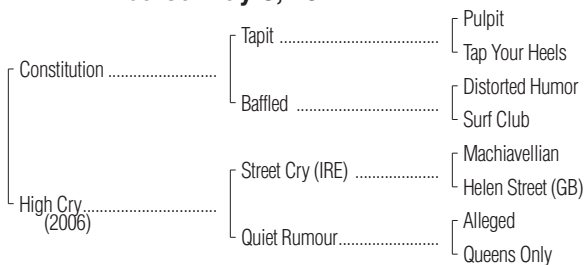 Pulpit
Tapit
Tap Your Heels
Constitution
Distorted Humor
Baffled
Surf Club
Machiavellian
Street Cry (IRE)
Helen Street (GB)
High Cry
(2006)
Alleged
Quiet Rumour
Queens Only